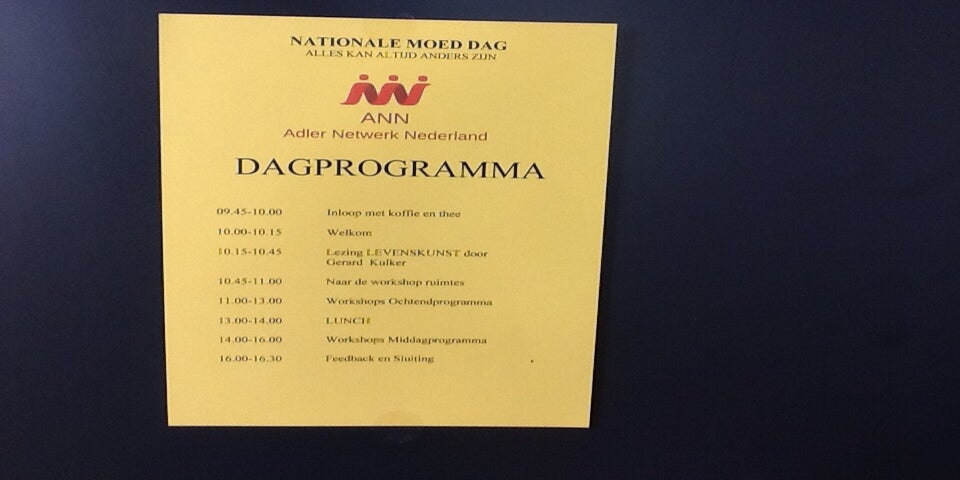 NATIONALE MOED DAG
ALLES KAN ALTIJD ANDERS ZIJN
ANN
Adler Netwerk Nederland
DAGPROGRAMMA
09.45-10.00 Inloop met koffie en thee
10.00-10.15 Welkom
10.15-10.45 Lezing LEVENSKUNST door
Gerard Kulker
10.45-11.00 Naar de workshop ruimtes
11.00-13.00 Workshops Ochtendprogramma
13.00-14.00 LUNCH
14.00-16.00 Workshops Middagprogramma
16.00-16.30 Feedback en Sluiting